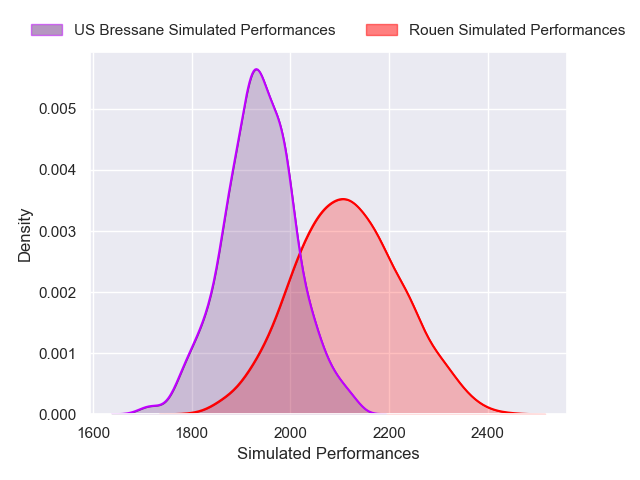 US Bressane Simulated Performances Rouen Simulated Performances
0.005
0.004
0.003
0.002
0.001
0.000
Density
1600 1800 2000 2200 2400
Simulated Performances